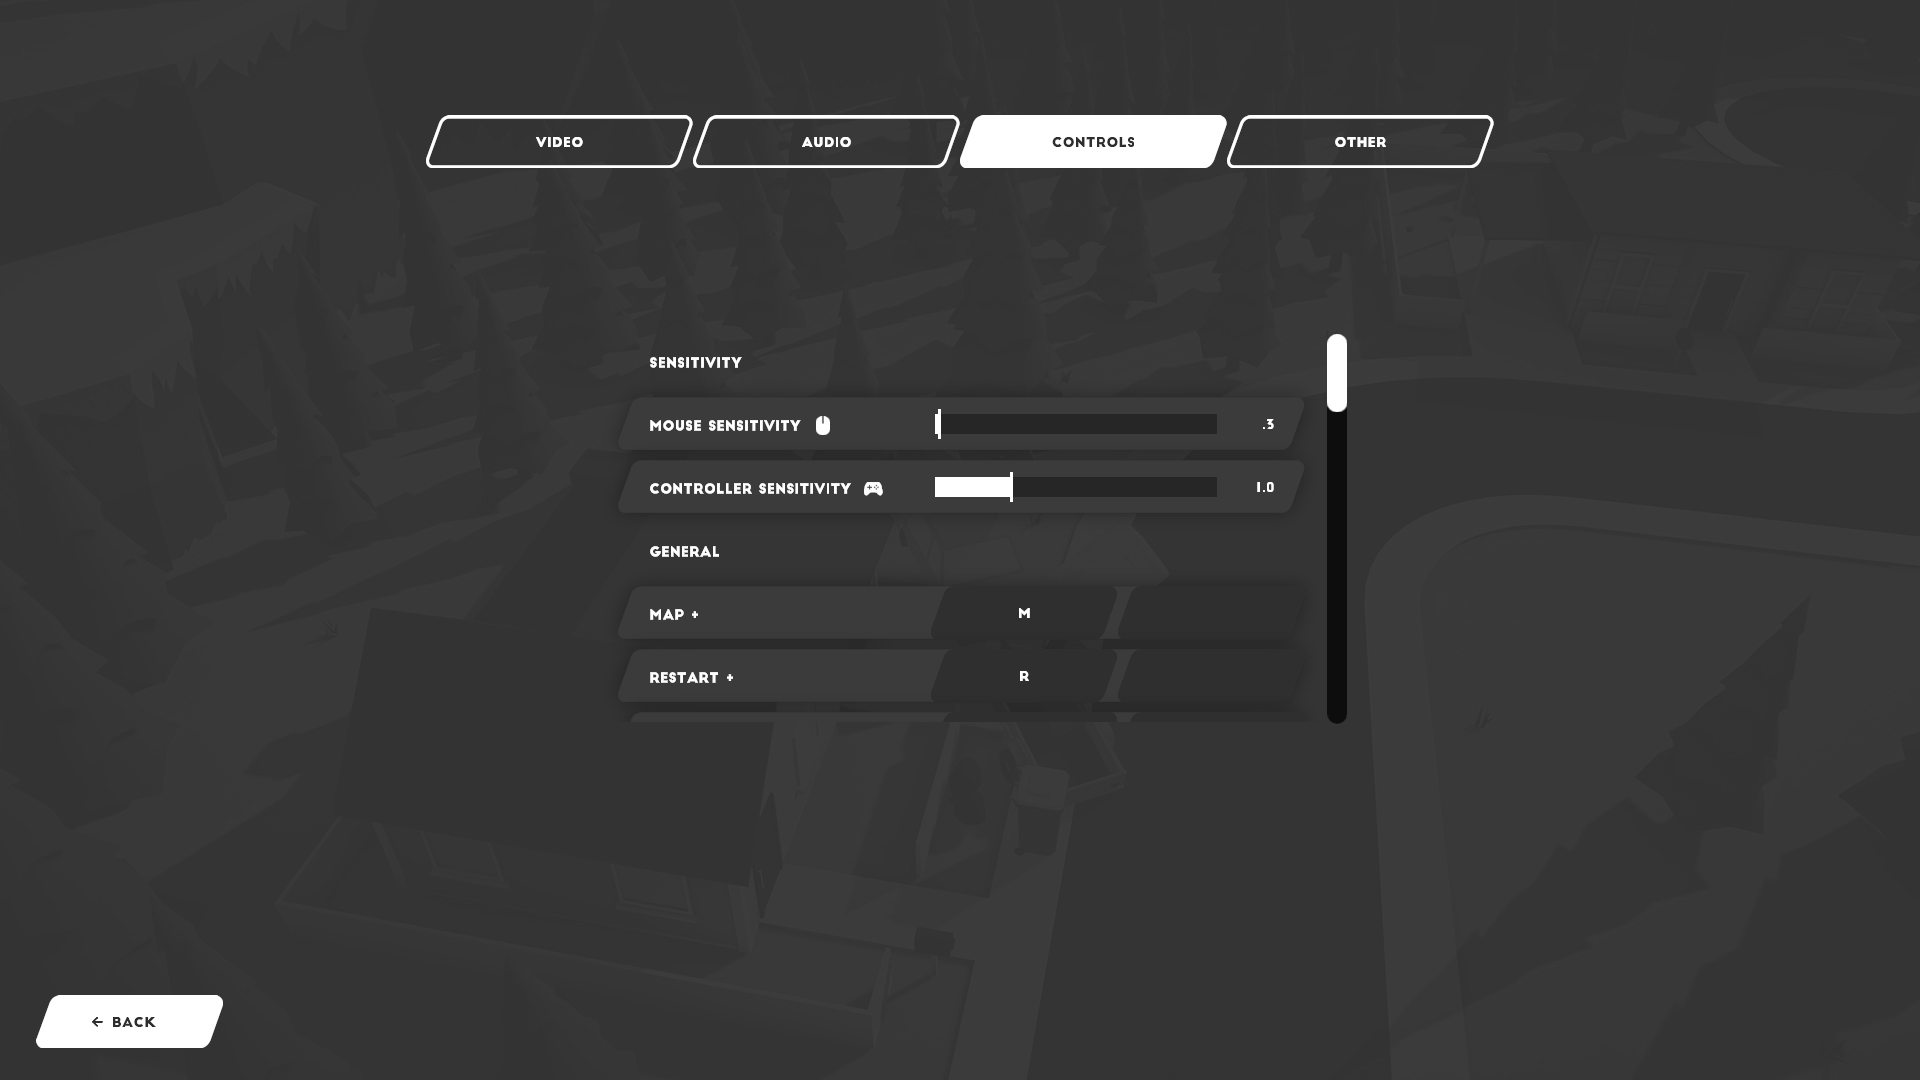 VIDEO
AUDIO
CONTROLS
OTHER
SENSITIVITY
MOUSE SENSITIVITY .3
CONTROLLER SENSITIVITY 1.0
GENERAL
MAP + M
RESTART + R
← BACK